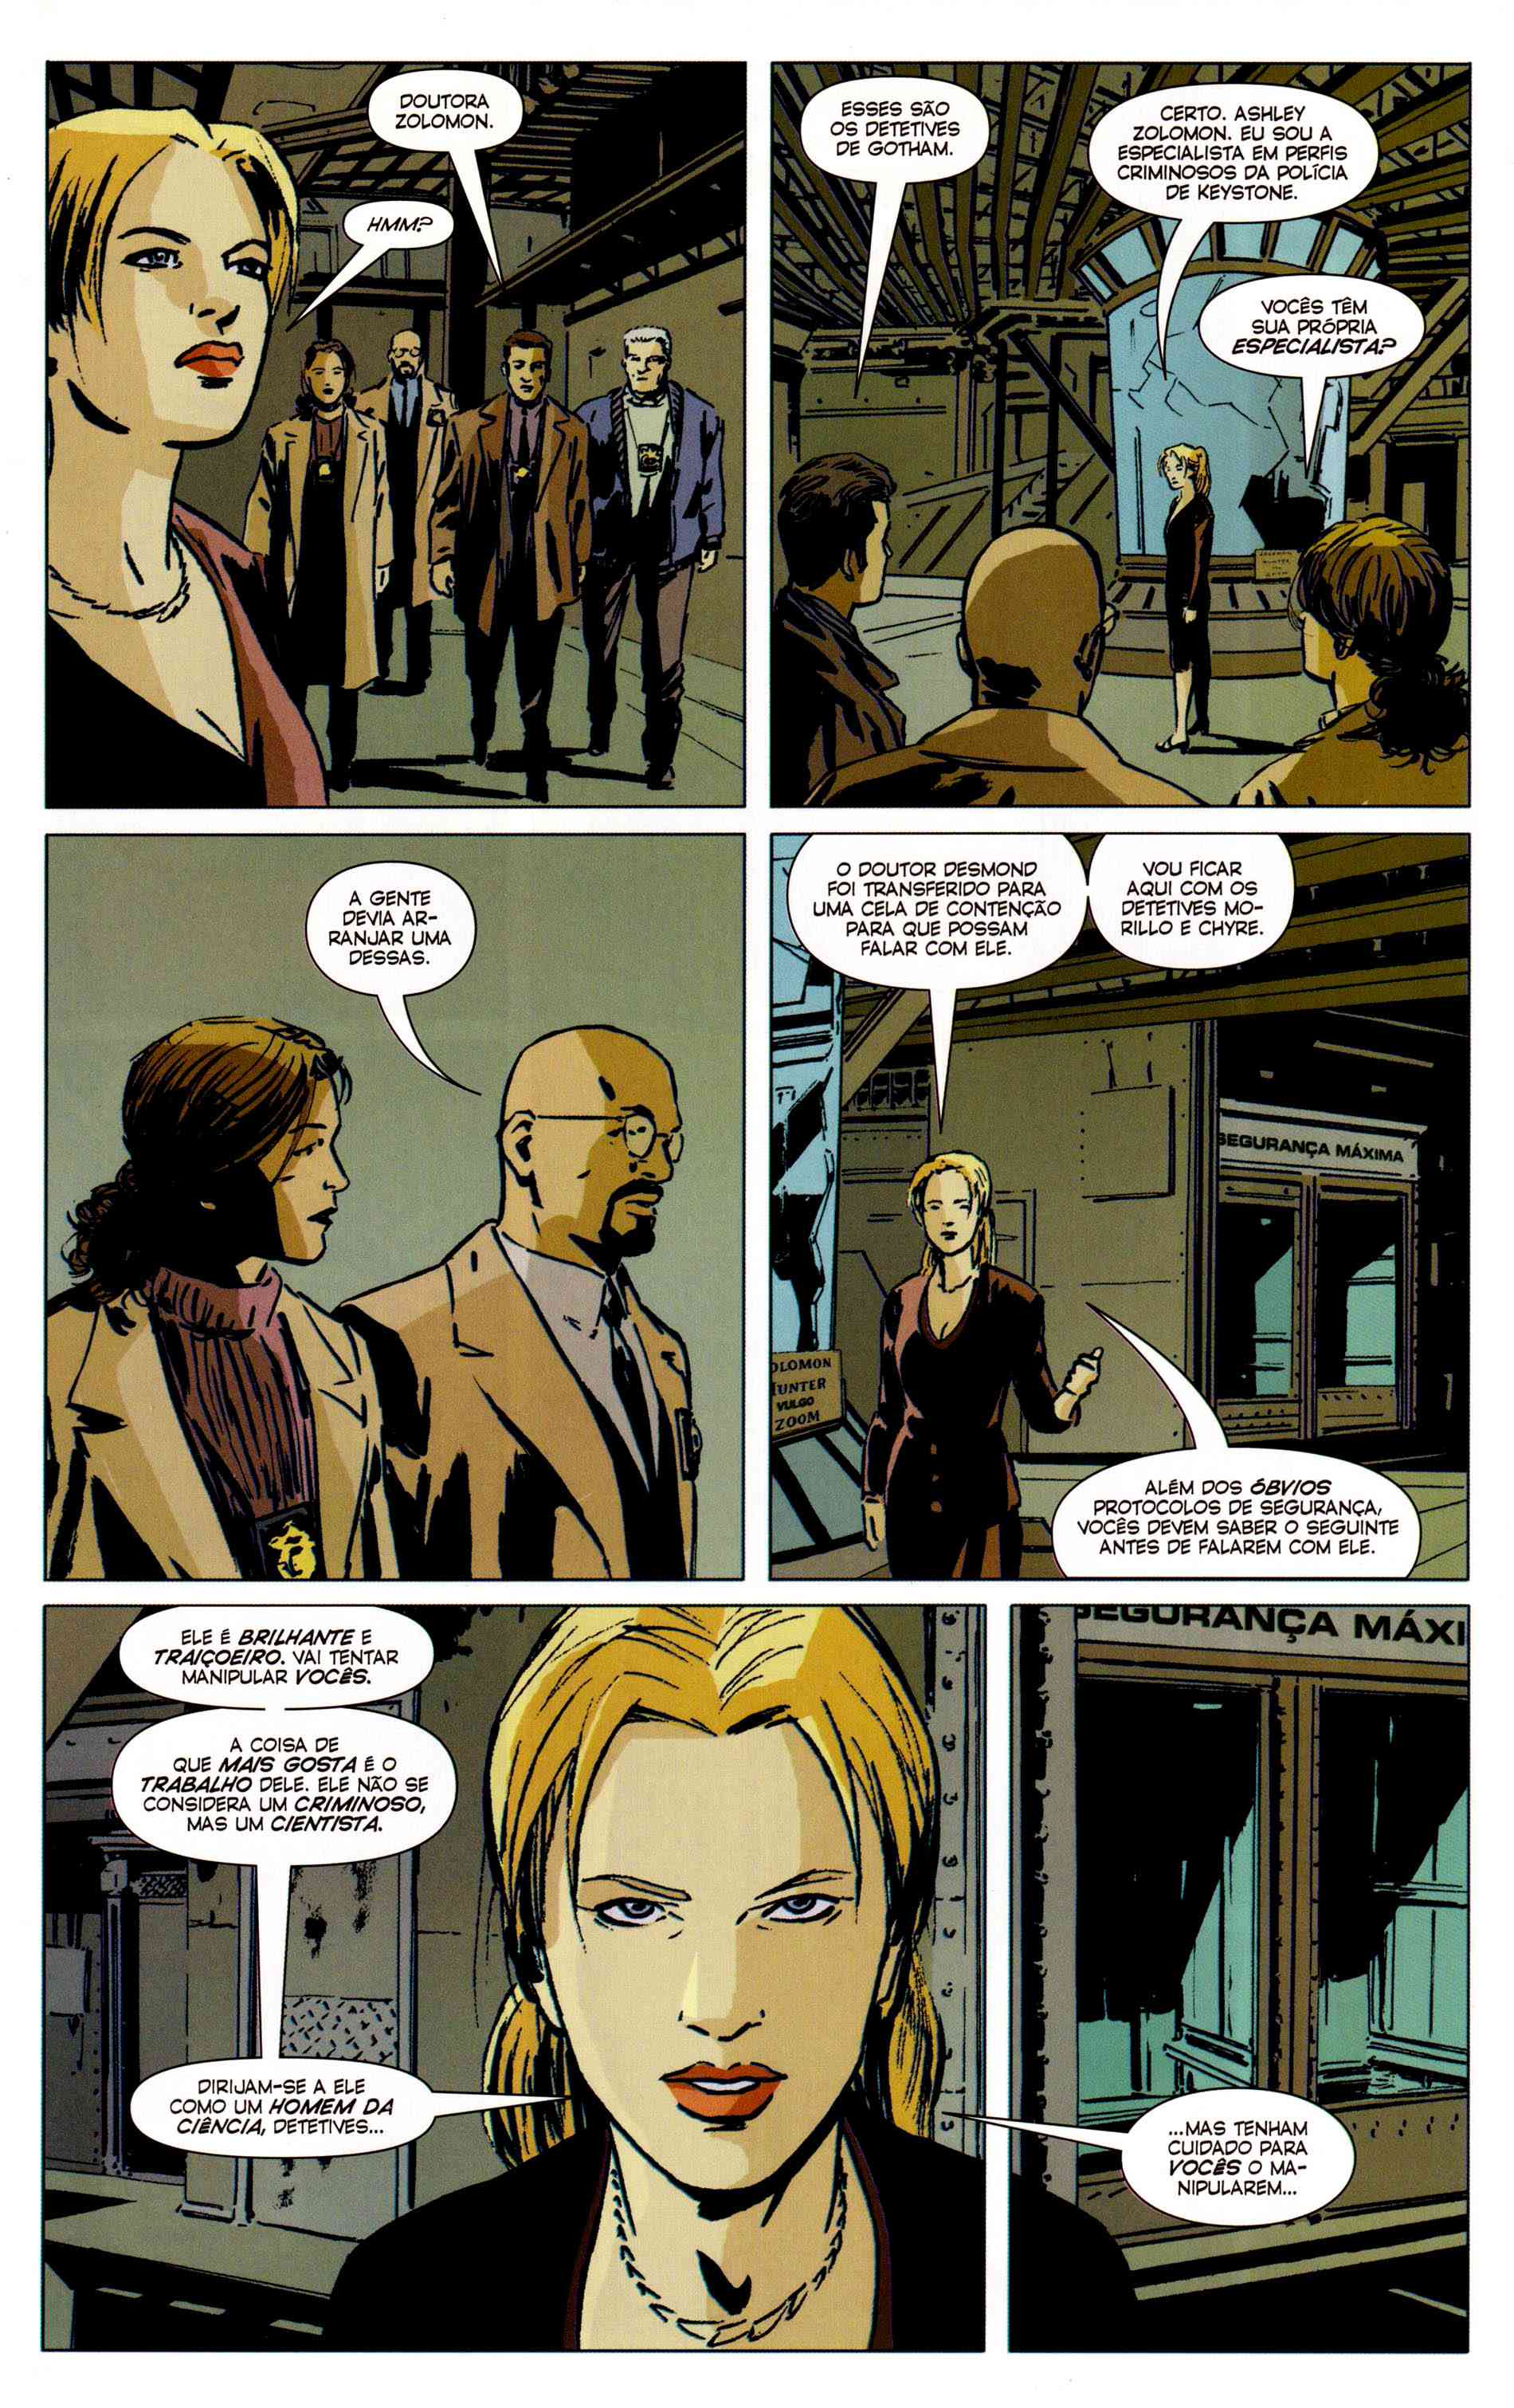 DOUTORA
ZOLOMON.
HMM?
ESSES SÃO
OS DETETIVES
DE GOTHAM.
CERTO. ASHLEY
ZOLOMON. EU SOU A
ESPECIALISTA EM PERFIS
CRIMINOSOS DA POLÍCIA
DE KEYSTONE.
VOCÊS TÊM
SUA PRÓPRIA
ESPECIALISTA?
A GENTE
DEVIA AR-
RANJAR UMA
DESSAS.
O DOUTOR DESMOND
FOI TRANSFERIDO PARA
UMA CELA DE CONTENÇÃO
PARA QUE POSSAM
FALAR COM ELE.
VOU FICAR
AQUI COM OS
DETETIVES MO-
RILLO E CHYRE.
SEGURANÇA MÁXIMA
OLOMON
HUNTER
VULGO
ZOOM
ALÉM DOS ÓBVIOS
PROTOCOLOS DE SEGURANÇA,
VOCÊS DEVEM SABER O SEGUINTE
ANTES DE FALAREM COM ELE.
ELE É BRILHANTE E
TRAIÇOEIRO. VAI TENTAR
MANIPULAR VOCÊS.
A COISA DE
QUE MAIS GOSTA É O
TRABALHO DELE. ELE NÃO SE
CONSIDERA UM CRIMINOSO,
MAS UM CIENTISTA.
DIRIJAM-SE A ELE
COMO UM HOMEM DA
CIÊNCIA, DETETIVES...
SEGURANÇA MÁXI
...MAS TENHAM
CUIDADO PARA
VOCÊS O MA-
NIPULAREM...